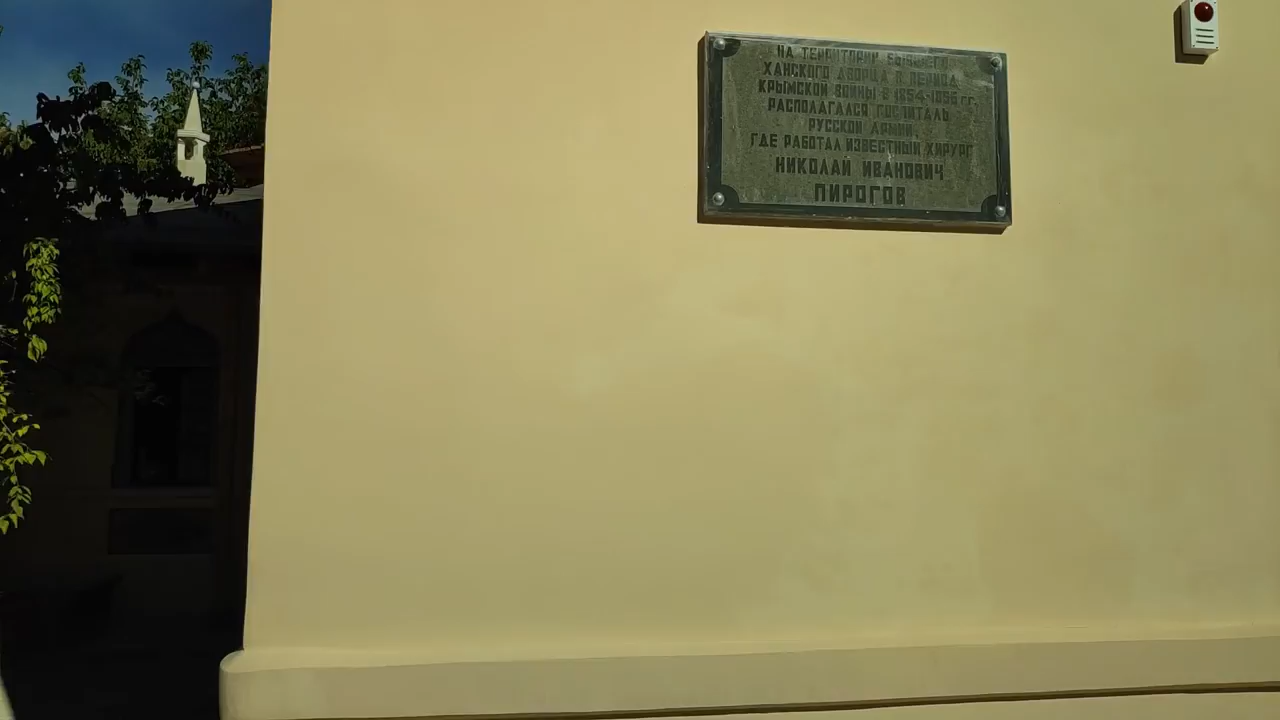 НА ТЕРРИТОРИИ БЫВШЕГО
ХАНСКОГО ДВОРЦА В ПЕРИОД
КРЫМСКОЙ ВОЙНЫ В 1854-1856 гг.
РАСПОЛАГАЛСЯ ГОСПИТАЛЬ
РУССКОЙ АРМИИ,
ГДЕ РАБОТАЛ ИЗВЕСТНЫЙ ХИРУРГ
НИКОЛАЙ ИВАНОВИЧ
ПИРОГОВ